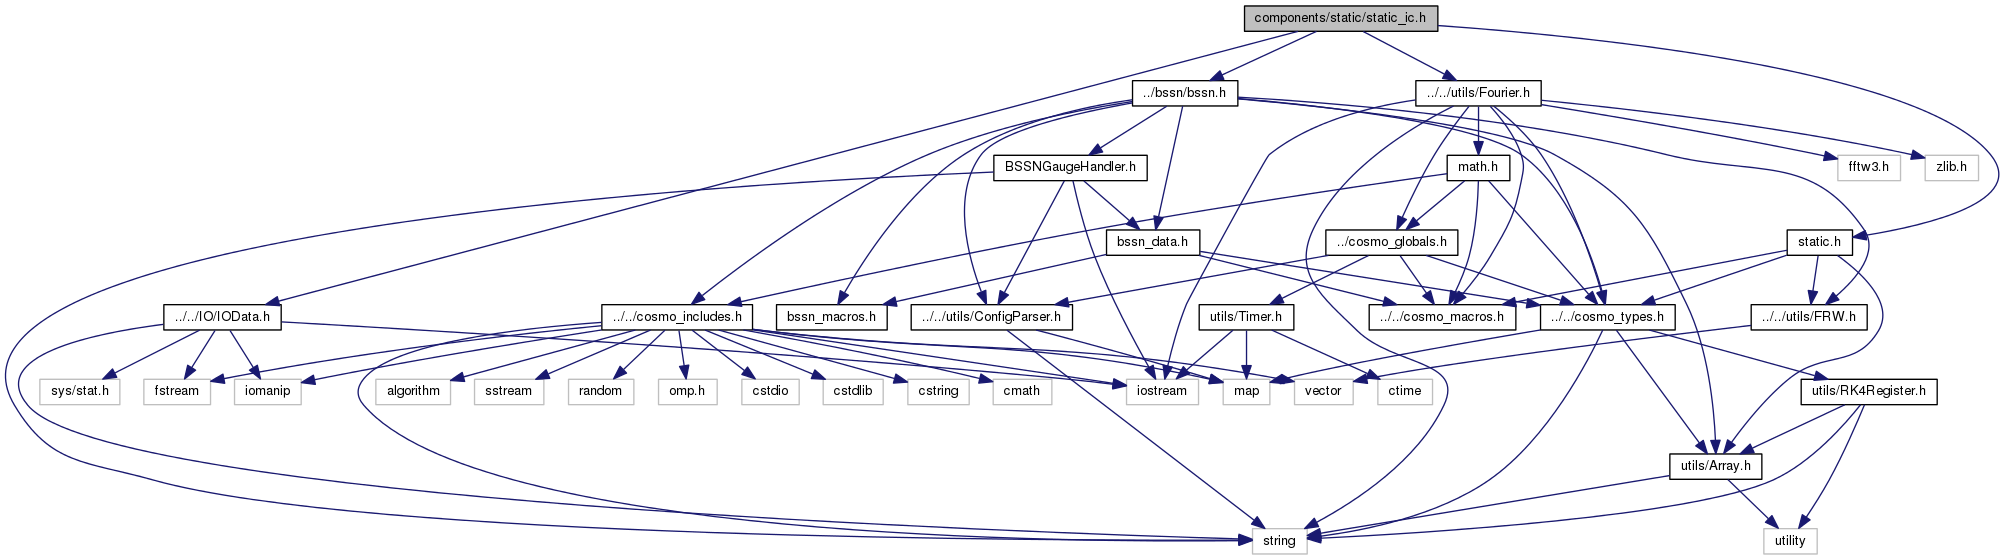 components/static/static_ic.h
../bssn/bssn.h
../../utils/Fourier.h
BSSNGaugeHandler.h
math.h
fftw3.h
zlib.h
bssn_data.h
../cosmo_globals.h
static.h
../../IO/IOData.h
../../cosmo_includes.h
bssn_macros.h
../../utils/ConfigParser.h
utils/Timer.h
../../cosmo_macros.h
../../cosmo_types.h
../../utils/FRW.h
sys/stat.h
fstream
iomanip
algorithm
sstream
random
omp.h
cstdio
cstdlib
cstring
cmath
iostream
map
vector
ctime
utils/RK4Register.h
utils/Array.h
string
utility